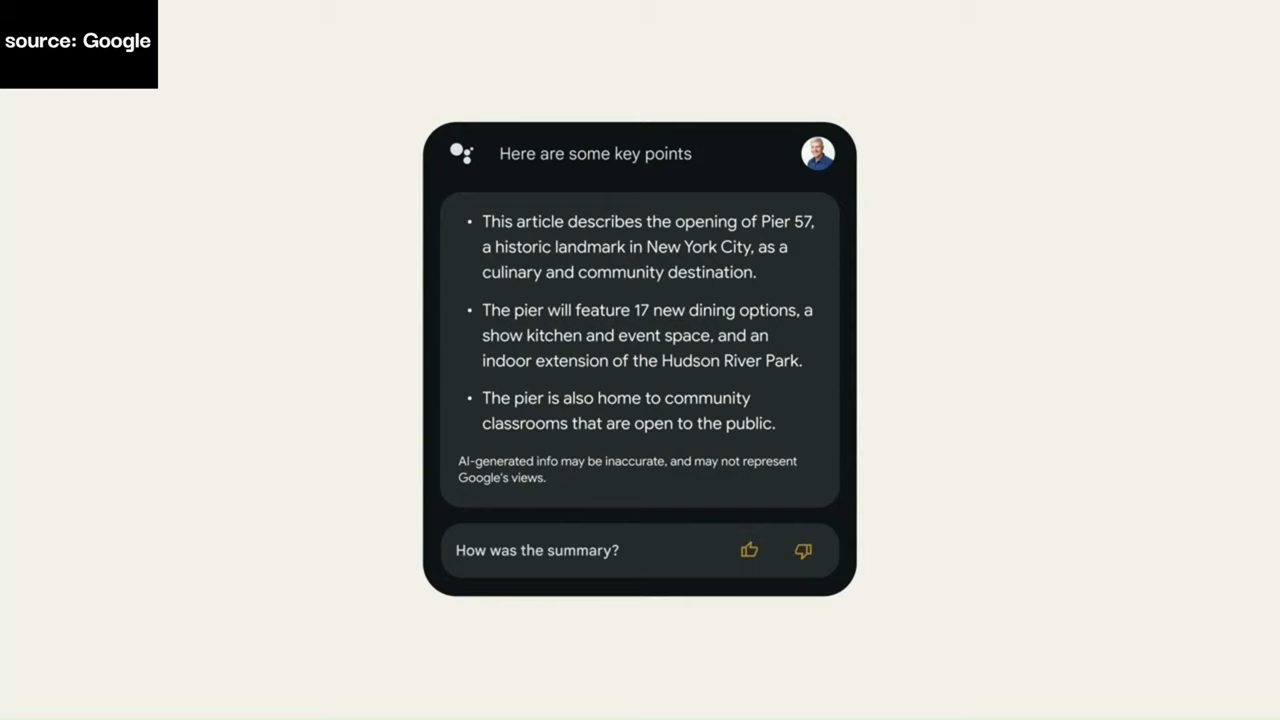 source: Google
Here are some key points
• This article describes the opening of Pier 57,
a historic landmark in New York City, as a
culinary and community destination.
• The pier will feature 17 new dining options, a
show kitchen and event space, and an
indoor extension of the Hudson River Park.
• The pier is also home to community
classrooms that are open to the public.
AI-generated info may be inaccurate, and may not represent
Google's views.
How was the summary?